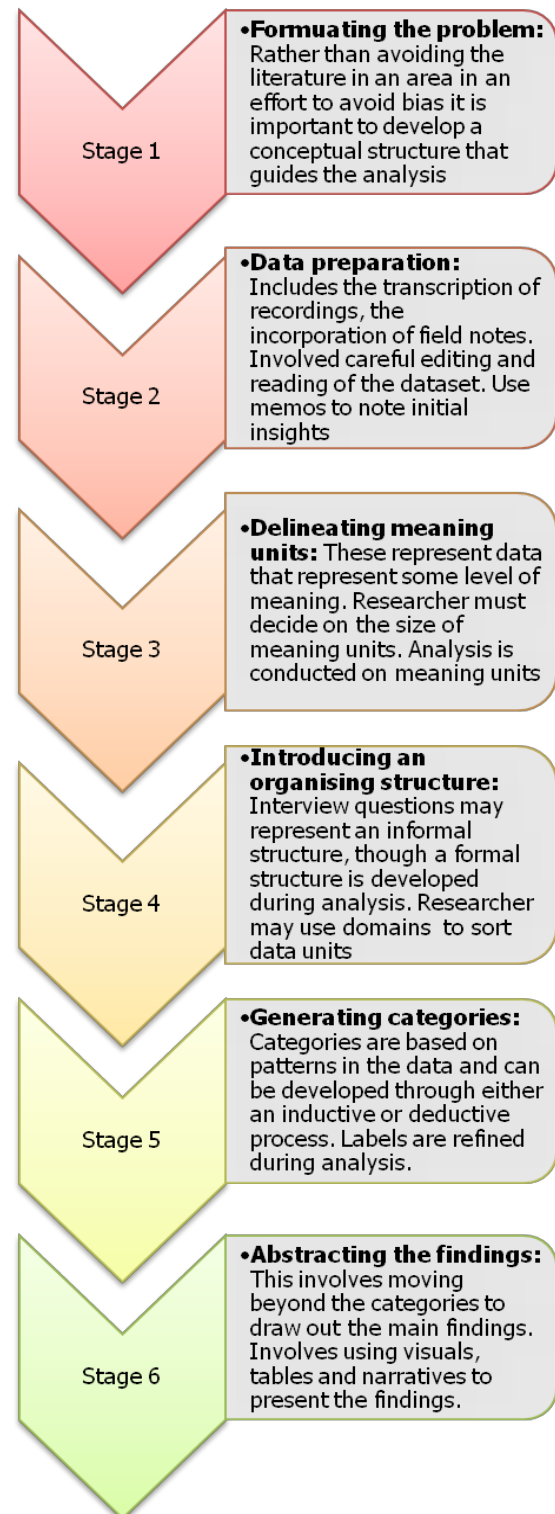 Stage 1
•Formuating the problem:
Rather than avoiding the
literature in an area in an
effort to avoid bias it is
important to develop a
conceptual structure that
guides the analysis
Stage 2
•Data preparation:
Includes the transcription of
recordings, the
incorporation of field notes.
Involved careful editing and
reading of the dataset. Use
memos to note initial
insights
Stage 3
•Delineating meaning
units: These represent data
that represent some level of
meaning. Researcher must
decide on the size of
meaning units. Analysis is
conducted on meaning units
Stage 4
•Introducing an
organising structure:
Interview questions may
represent an informal
structure, though a formal
structure is developed
during analysis. Researcher
may use domains to sort
data units
Stage 5
•Generating categories:
Categories are based on
patterns in the data and can
be developed through either
an inductive or deductive
process. Labels are refined
during analysis.
Stage 6
•Abstracting the findings:
This involves moving
beyond the categories to
draw out the main findings.
Involves using visuals,
tables and narratives to
present the findings.